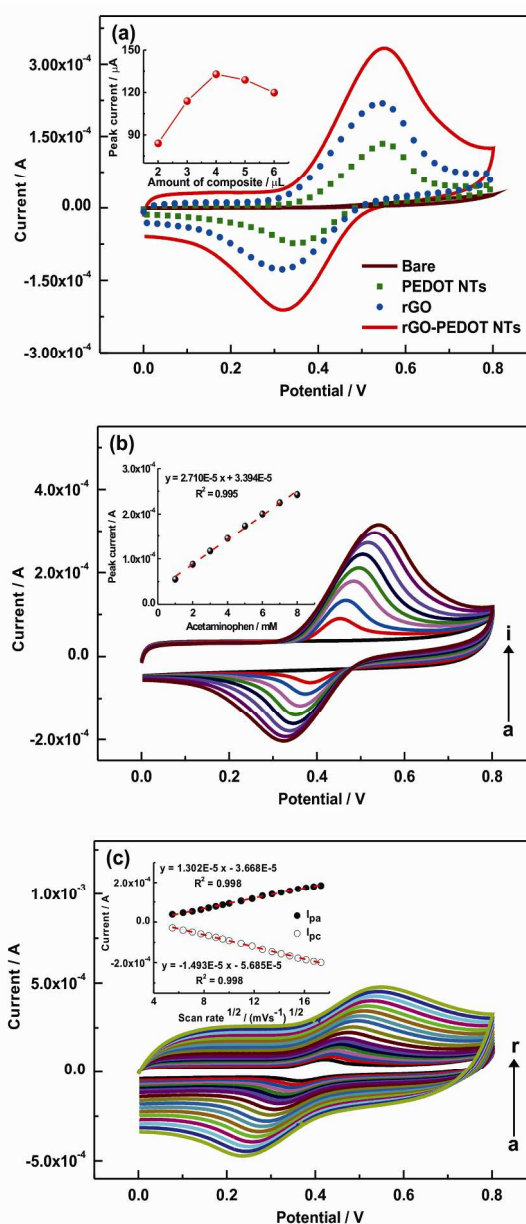 (a)
3.00x10⁻⁴
1.50x10⁻⁴
0.00
-1.50x10⁻⁴
-3.00x10⁻⁴
Current / A
150
120
90
Peak current / μA
2 3 4 5 6
Amount of composite / μL
Bare
PEDOT NTs
rGO
rGO-PEDOT NTs
0.0 0.2 0.4 0.6 0.8
Potential / V
(b)
4.0x10⁻⁴
2.0x10⁻⁴
0.0
-2.0x10⁻⁴
Current / A
y = 2.710E-5 x + 3.394E-5
R² = 0.995
3.0x10⁻⁴
2.0x10⁻⁴
1.0x10⁻⁴
0.0
Peak current / A
0 2 4 6 8
Acetaminophen / mM
i
a
0.0 0.2 0.4 0.6 0.8
Potential / V
(c)
1.0x10⁻³
5.0x10⁻⁴
0.0
-5.0x10⁻⁴
Current / A
y = 1.302E-5 x - 3.668E-5
R² = 0.998
2.0x10⁻⁴
0.0
-2.0x10⁻⁴
Current / A
Ipa
Ipc
y = -1.493E-5 x - 5.685E-5
R² = 0.998
4 8 12 16
Scan rate 1/2 / (mVs⁻¹) 1/2
r
a
0.0 0.2 0.4 0.6 0.8
Potential / V